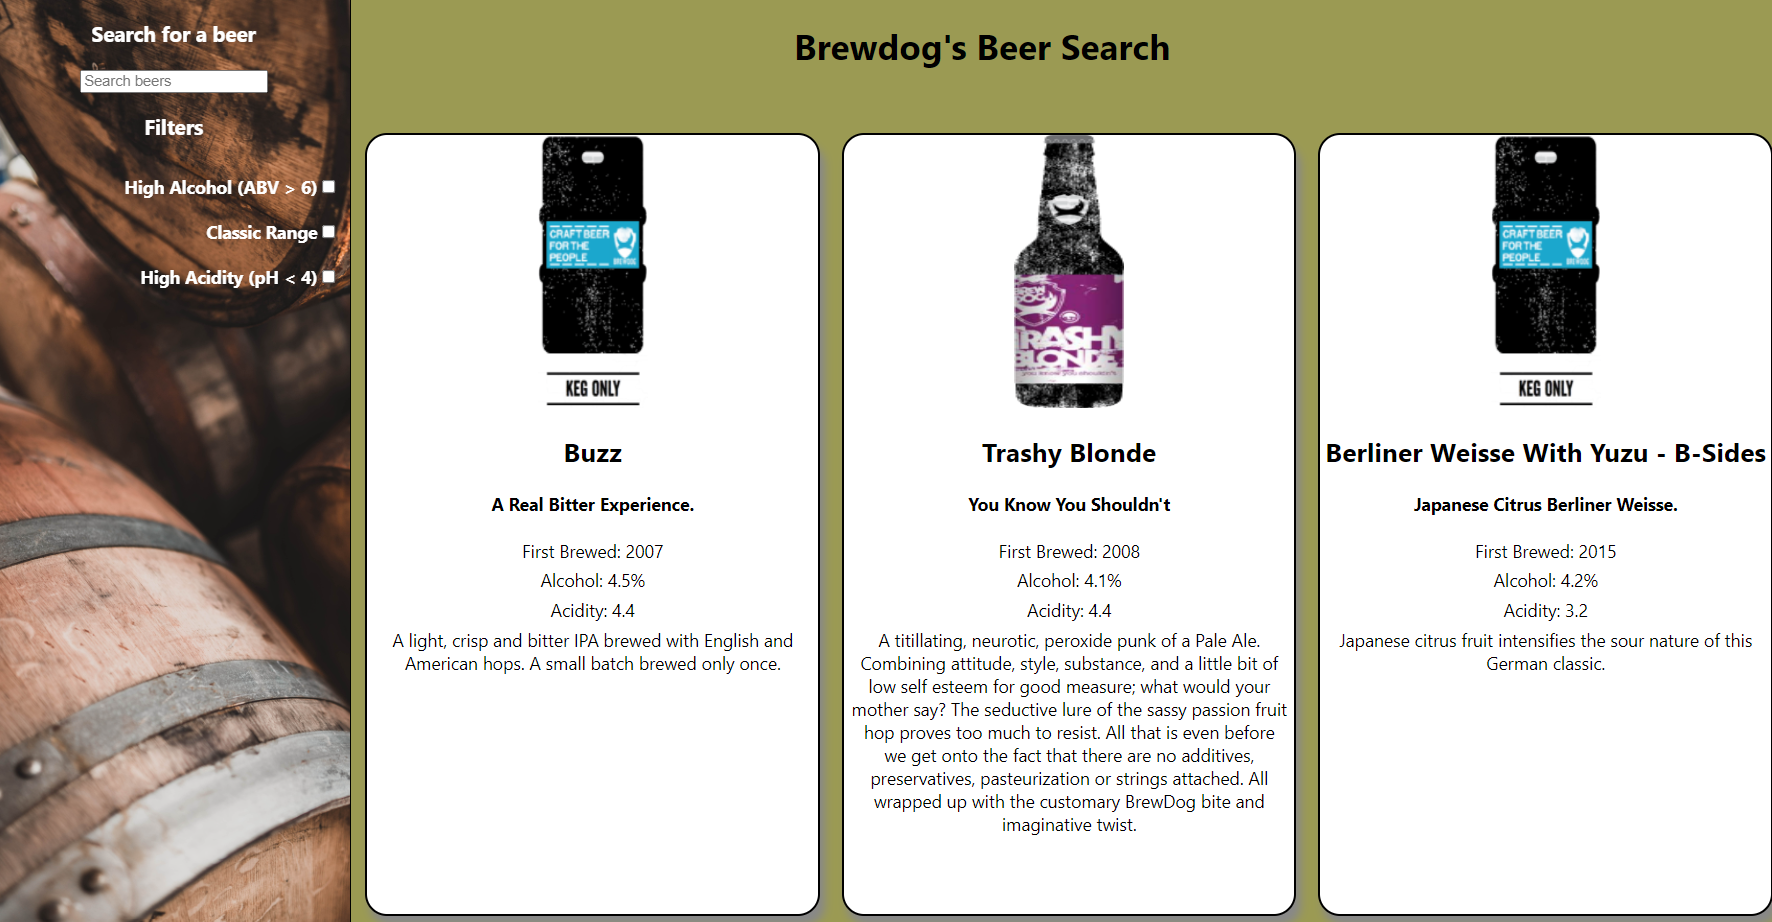 Search for a beer
Search beers
Filters
High Alcohol (ABV > 6)
Classic Range
High Acidity (pH < 4)
Brewdog's Beer Search
CRAFT BEER
FOR THE
PEOPLE
BREWDOG
KEG ONLY
Buzz
A Real Bitter Experience.
First Brewed: 2007
Alcohol: 4.5%
Acidity: 4.4
A light, crisp and bitter IPA brewed with English and
American hops. A small batch brewed only once.
BREW
DOG
TRASHY
BLONDE
you know you shouldn't
Trashy Blonde
You Know You Shouldn't
First Brewed: 2008
Alcohol: 4.1%
Acidity: 4.4
A titillating, neurotic, peroxide punk of a Pale Ale.
Combining attitude, style, substance, and a little bit of
low self esteem for good measure; what would your
mother say? The seductive lure of the sassy passion fruit
hop proves too much to resist. All that is even before
we get onto the fact that there are no additives,
preservatives, pasteurization or strings attached. All
wrapped up with the customary BrewDog bite and
imaginative twist.
CRAFT BEER
FOR THE
PEOPLE
BREWDOG
KEG ONLY
Berliner Weisse With Yuzu - B-Sides
Japanese Citrus Berliner Weisse.
First Brewed: 2015
Alcohol: 4.2%
Acidity: 3.2
Japanese citrus fruit intensifies the sour nature of this
German classic.